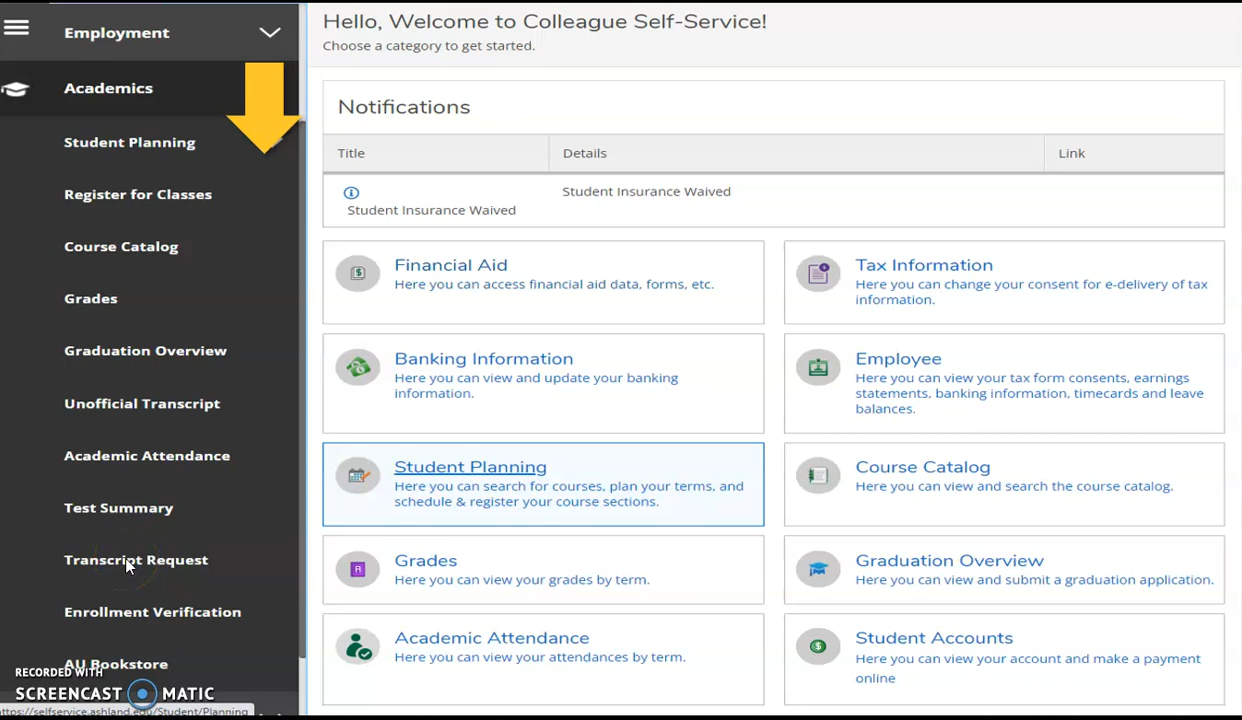 Employment
Academics
Student Planning
Register for Classes
Course Catalog
Grades
Graduation Overview
Unofficial Transcript
Academic Attendance
Test Summary
Transcript Request
Enrollment Verification
AU Bookstore
RECORDED WITH
SCREENCAST MATIC
https://selfservice.ashland.edu/Student/Planning
Hello, Welcome to Colleague Self-Service!
Choose a category to get started.
Notifications
Title Details Link
Student Insurance Waived
Student Insurance Waived
Financial Aid
Here you can access financial aid data, forms, etc.
Tax Information
Here you can change your consent for e-delivery of tax
information.
Banking Information
Here you can view and update your banking
information.
Employee
Here you can view your tax form consents, earnings
statements, banking information, timecards and leave
balances.
Student Planning
Here you can search for courses, plan your terms, and
schedule & register your course sections.
Course Catalog
Here you can view and search the course catalog.
Grades
Here you can view your grades by term.
Graduation Overview
Here you can view and submit a graduation application.
Academic Attendance
Here you can view your attendances by term.
Student Accounts
Here you can view your account and make a payment
online